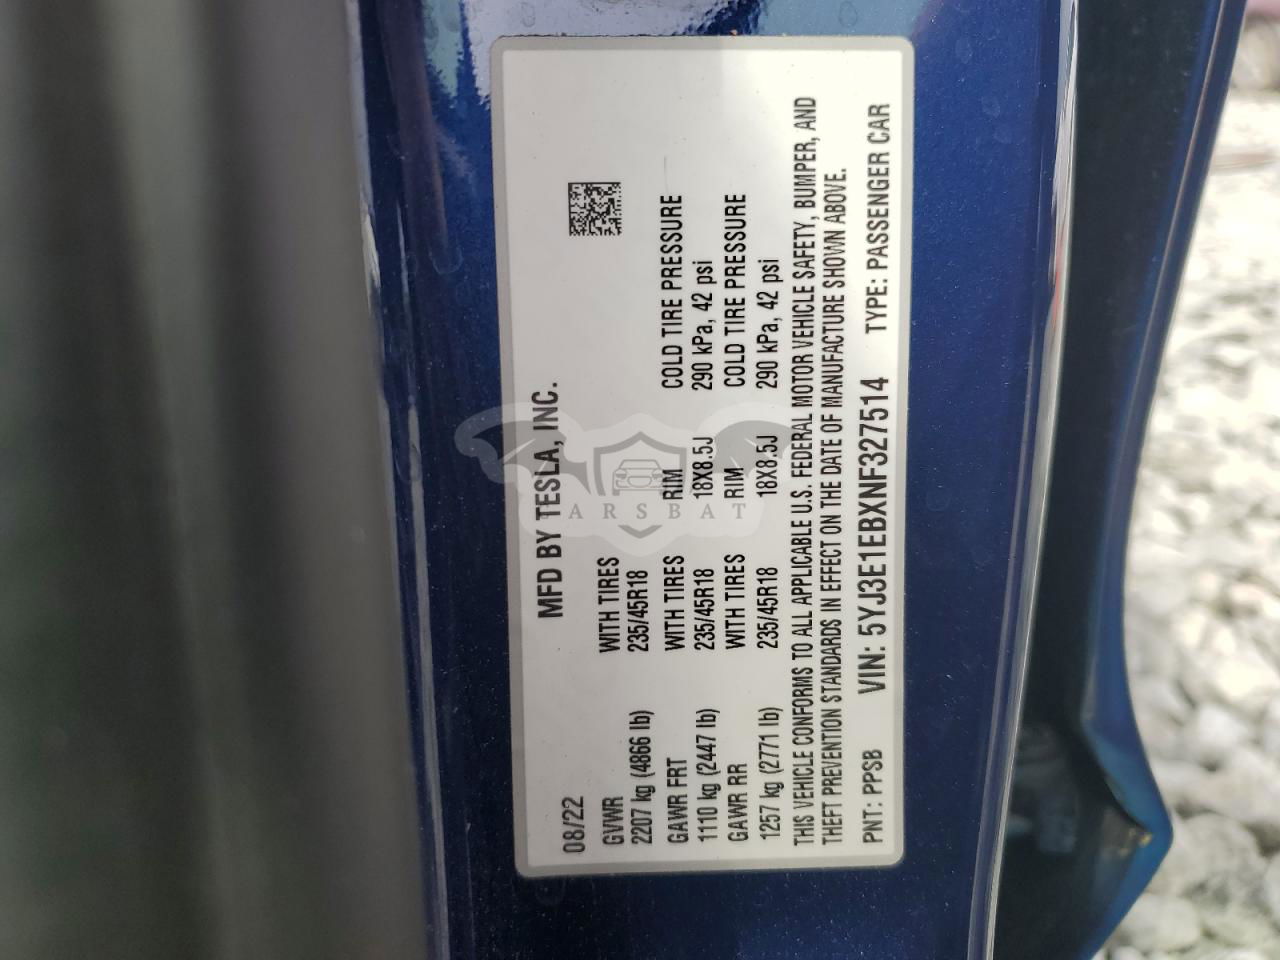 08/22
MFD BY TESLA, INC.
GVWR WITH TIRES
2207 kg (4866 lb) 235/45R18
GAWR FRT WITH TIRES RIM COLD TIRE PRESSURE
1110 kg (2447 lb) 235/45R18 18X8.5J 290 kPa, 42 psi
GAWR RR WITH TIRES RIM COLD TIRE PRESSURE
1257 kg (2771 lb) 235/45R18 18X8.5J 290 kPa, 42 psi
THIS VEHICLE CONFORMS TO ALL APPLICABLE U.S. FEDERAL MOTOR VEHICLE SAFETY, BUMPER, AND
THEFT PREVENTION STANDARDS IN EFFECT ON THE DATE OF MANUFACTURE SHOWN ABOVE.
PNT: PPSB VIN: 5YJ3E1EBXNF327514 TYPE: PASSENGER CAR
CARSBAT